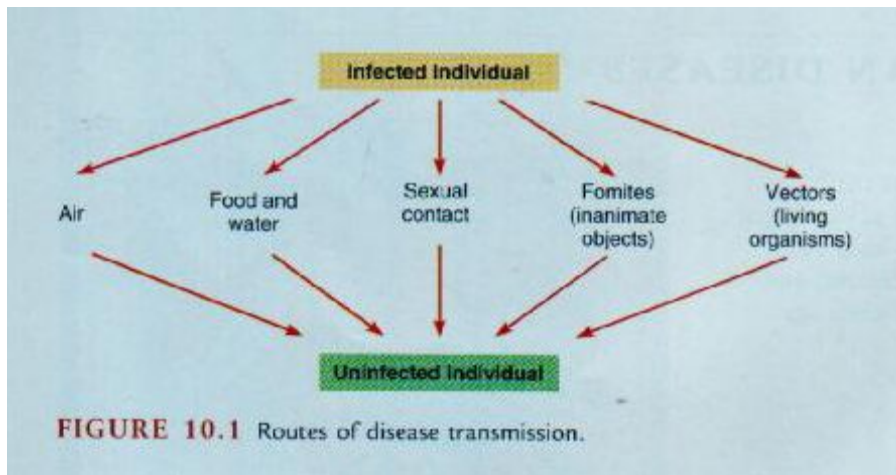 Infected Individual
Air
Food and
water
Sexual
contact
Fomites
(inanimate
objects)
Vectors
(living
organisms)
Uninfected Individual
FIGURE 10.1 Routes of disease transmission.